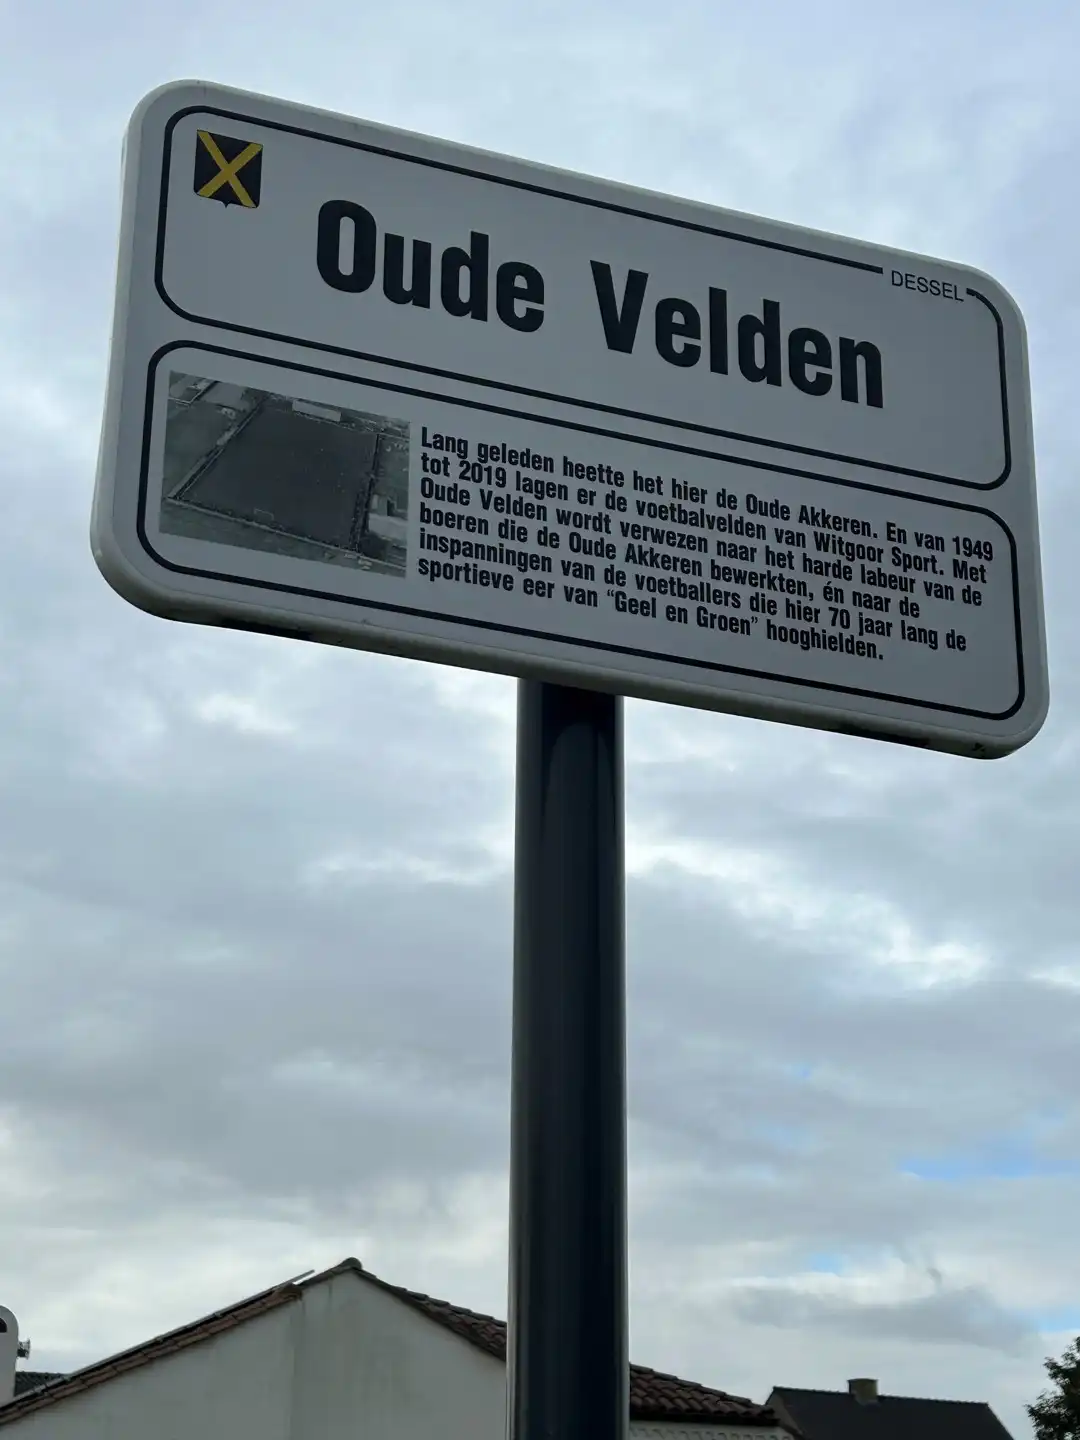 DESSEL
Oude Velden
Lang geleden heette het hier de Oude Akkeren. En van 1949
tot 2019 lagen er de voetbalvelden van Witgoor Sport. Met
Oude Velden wordt verwezen naar het harde labeur van de
boeren die de Oude Akkeren bewerkten, én naar de
inspanningen van de voetballers die hier 70 jaar lang de
sportieve eer van “Geel en Groen” hooghielden.